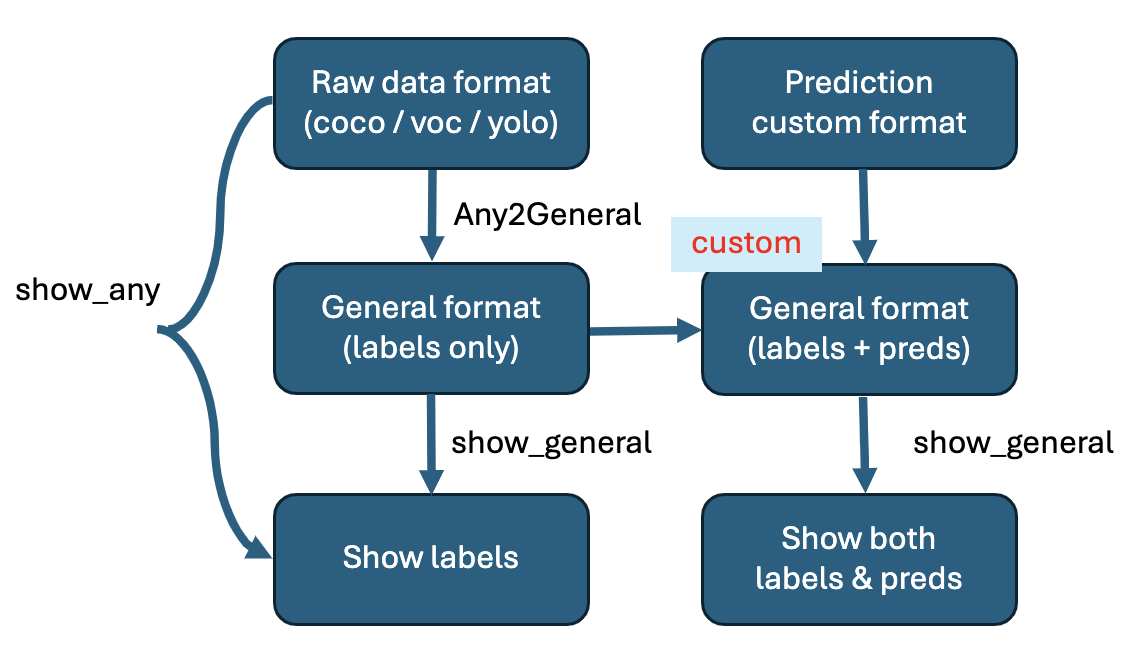 Raw data format
(coco / voc / yolo)
Prediction
custom format
Any2General
custom
show_any
General format
(labels only)
General format
(labels + preds)
show_general
show_general
Show labels
Show both
labels & preds